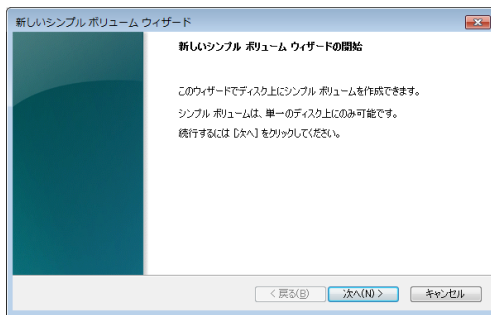 新しいシンプル ボリューム ウィザード
新しいシンプル ボリューム ウィザードの開始
このウィザードでディスク上にシンプル ボリュームを作成できます。
シンプル ボリュームは、単一のディスク上にのみ可能です。
続行するには [次へ] をクリックしてください。
< 戻る(B) 次へ(N) > キャンセル